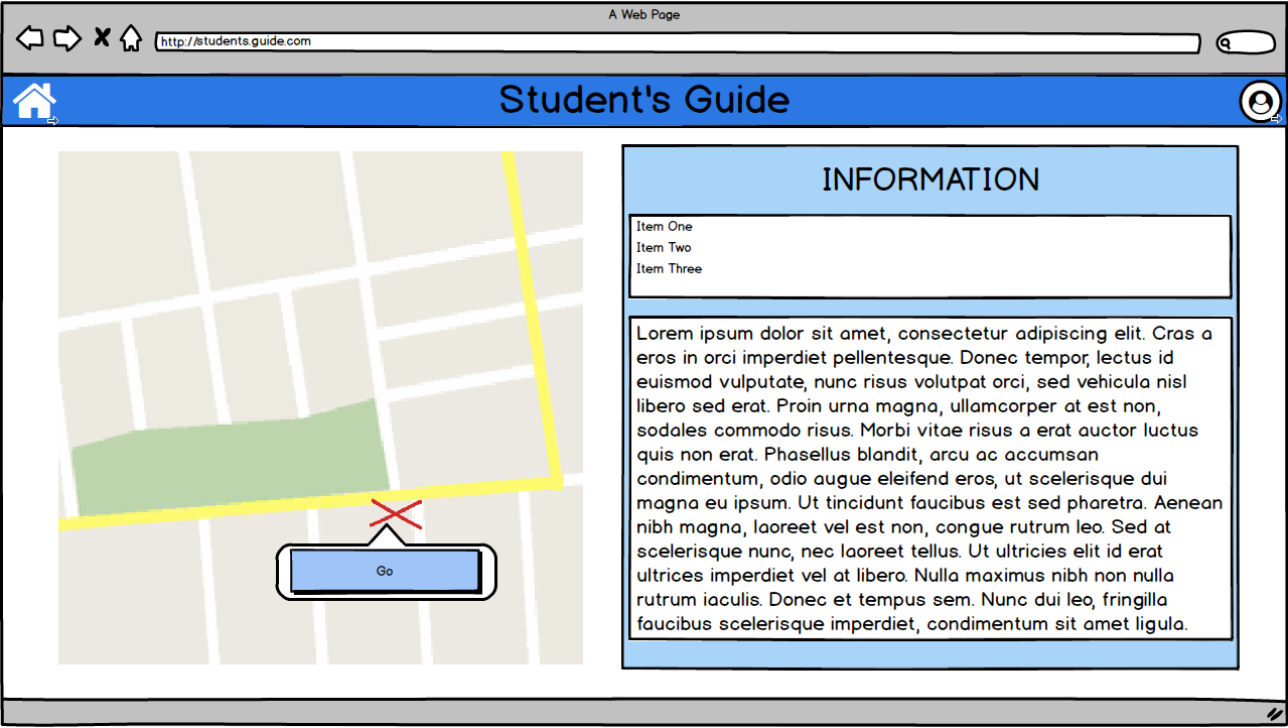 A Web Page
http://students.guide.com
Student's Guide
INFORMATION
Item One
Item Two
Item Three
Lorem ipsum dolor sit amet, consectetur adipiscing elit. Cras a
eros in orci imperdiet pellentesque. Donec tempor, lectus id
euismod vulputate, nunc risus volutpat orci, sed vehicula nisl
libero sed erat. Proin urna magna, ullamcorper at est non,
sodales commodo risus. Morbi vitae risus a erat auctor luctus
quis non erat. Phasellus blandit, arcu ac accumsan
condimentum, odio augue eleifend eros, ut scelerisque dui
magna eu ipsum. Ut tincidunt faucibus est sed pharetra. Aenean
nibh magna, laoreet vel est non, congue rutrum leo. Sed at
scelerisque nunc, nec laoreet tellus. Ut ultricies elit id erat
ultrices imperdiet vel at libero. Nulla maximus nibh non nulla
rutrum iaculis. Donec et tempus sem. Nunc dui leo, fringilla
faucibus scelerisque imperdiet, condimentum sit amet ligula.
Go